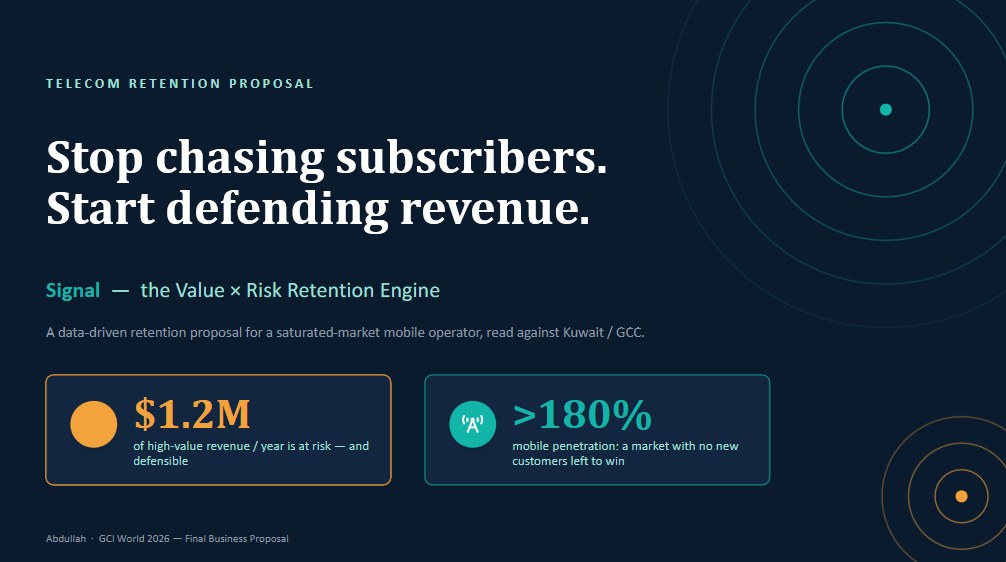 TELECOM RETENTION PROPOSAL
Stop chasing subscribers.
Start defending revenue.
Signal — the Value × Risk Retention Engine
A data-driven retention proposal for a saturated-market mobile operator, read against Kuwait / GCC.
$1.2M
of high-value revenue / year is at risk — and
defensible
>180%
mobile penetration: a market with no new
customers left to win
Abdullah · GCI World 2026 — Final Business Proposal